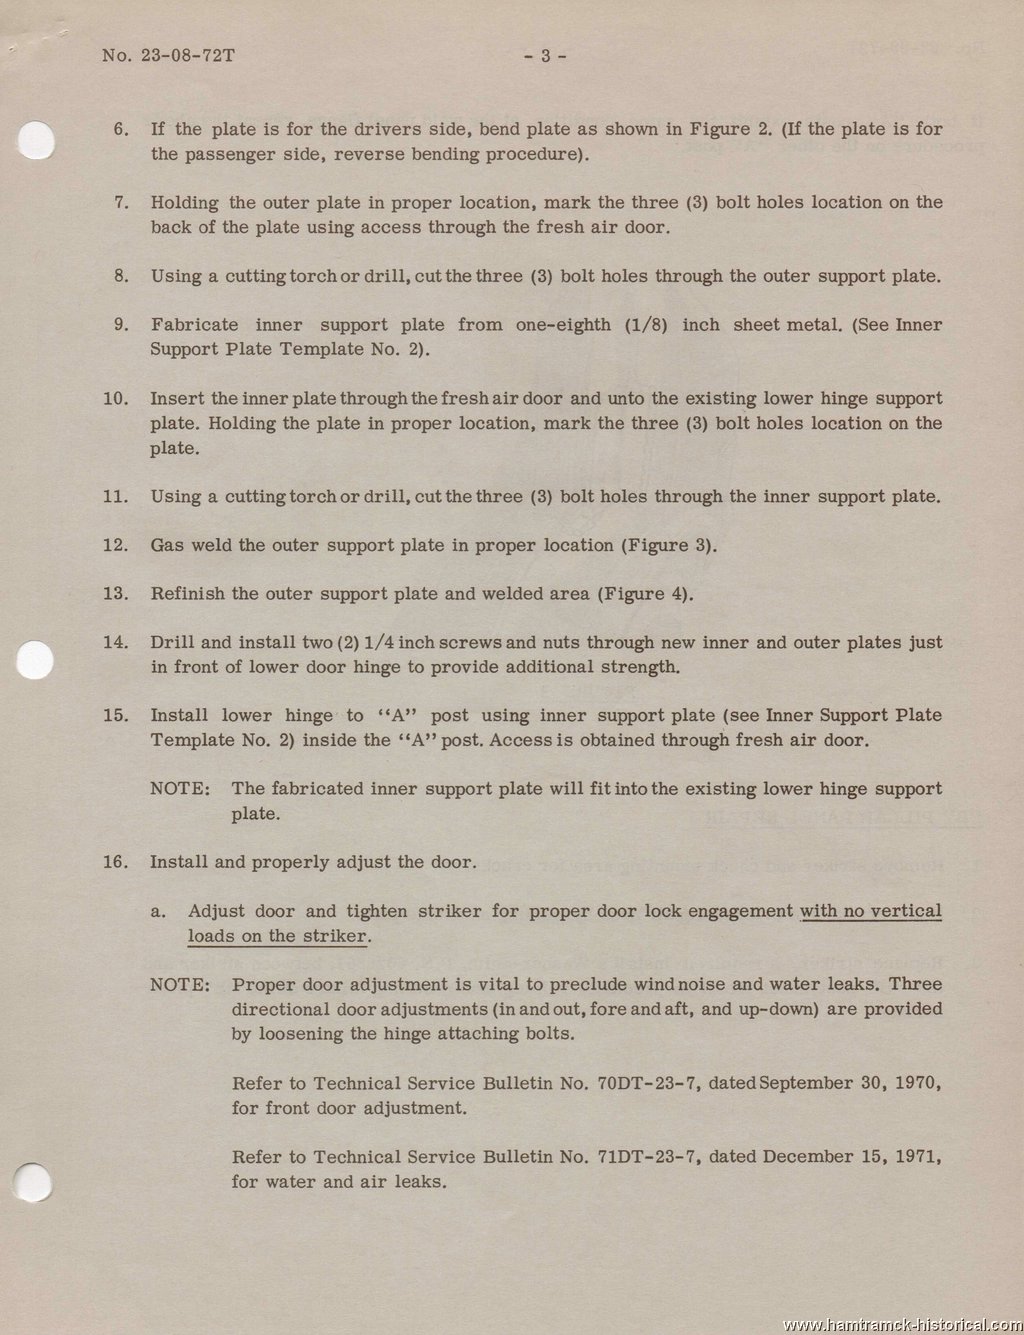 No. 23-08-72T - 3 -
6. If the plate is for the drivers side, bend plate as shown in Figure 2. (If the plate is for
the passenger side, reverse bending procedure).
7. Holding the outer plate in proper location, mark the three (3) bolt holes location on the
back of the plate using access through the fresh air door.
8. Using a cutting torch or drill, cut the three (3) bolt holes through the outer support plate.
9. Fabricate inner support plate from one-eighth (1/8) inch sheet metal. (See Inner
Support Plate Template No. 2).
10. Insert the inner plate through the fresh air door and unto the existing lower hinge support
plate. Holding the plate in proper location, mark the three (3) bolt holes location on the
plate.
11. Using a cutting torch or drill, cut the three (3) bolt holes through the inner support plate.
12. Gas weld the outer support plate in proper location (Figure 3).
13. Refinish the outer support plate and welded area (Figure 4).
14. Drill and install two (2) 1/4 inch screws and nuts through new inner and outer plates just
in front of lower door hinge to provide additional strength.
15. Install lower hinge to “A” post using inner support plate (see Inner Support Plate
Template No. 2) inside the “A” post. Access is obtained through fresh air door.
NOTE: The fabricated inner support plate will fit into the existing lower hinge support
plate.
16. Install and properly adjust the door.
a. Adjust door and tighten striker for proper door lock engagement with no vertical
loads on the striker.
NOTE: Proper door adjustment is vital to preclude wind noise and water leaks. Three
directional door adjustments (in and out, fore and aft, and up-down) are provided
by loosening the hinge attaching bolts.
Refer to Technical Service Bulletin No. 70DT-23-7, dated September 30, 1970,
for front door adjustment.
Refer to Technical Service Bulletin No. 71DT-23-7, dated December 15, 1971,
for water and air leaks.
www.hamtramck-historical.com